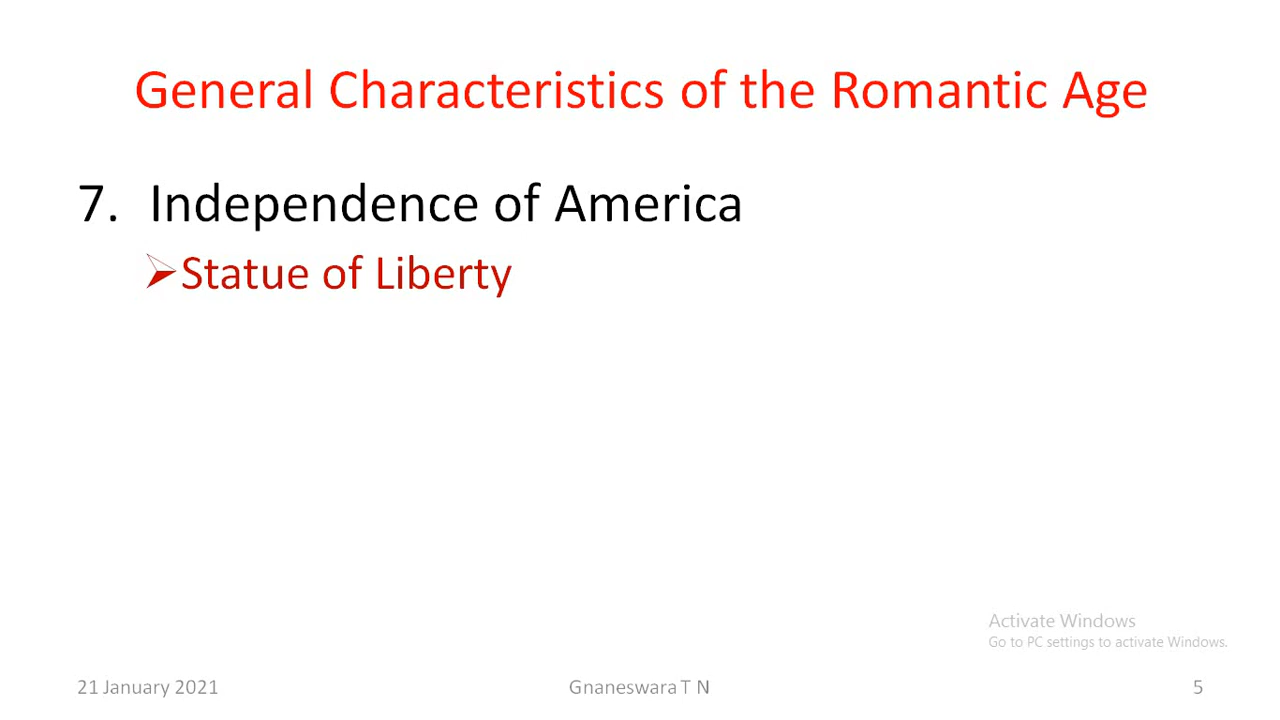 General Characteristics of the Romantic Age
7. Independence of America
➢Statue of Liberty
Activate Windows
Go to PC settings to activate Windows.
21 January 2021
Gnaneswara T N
5